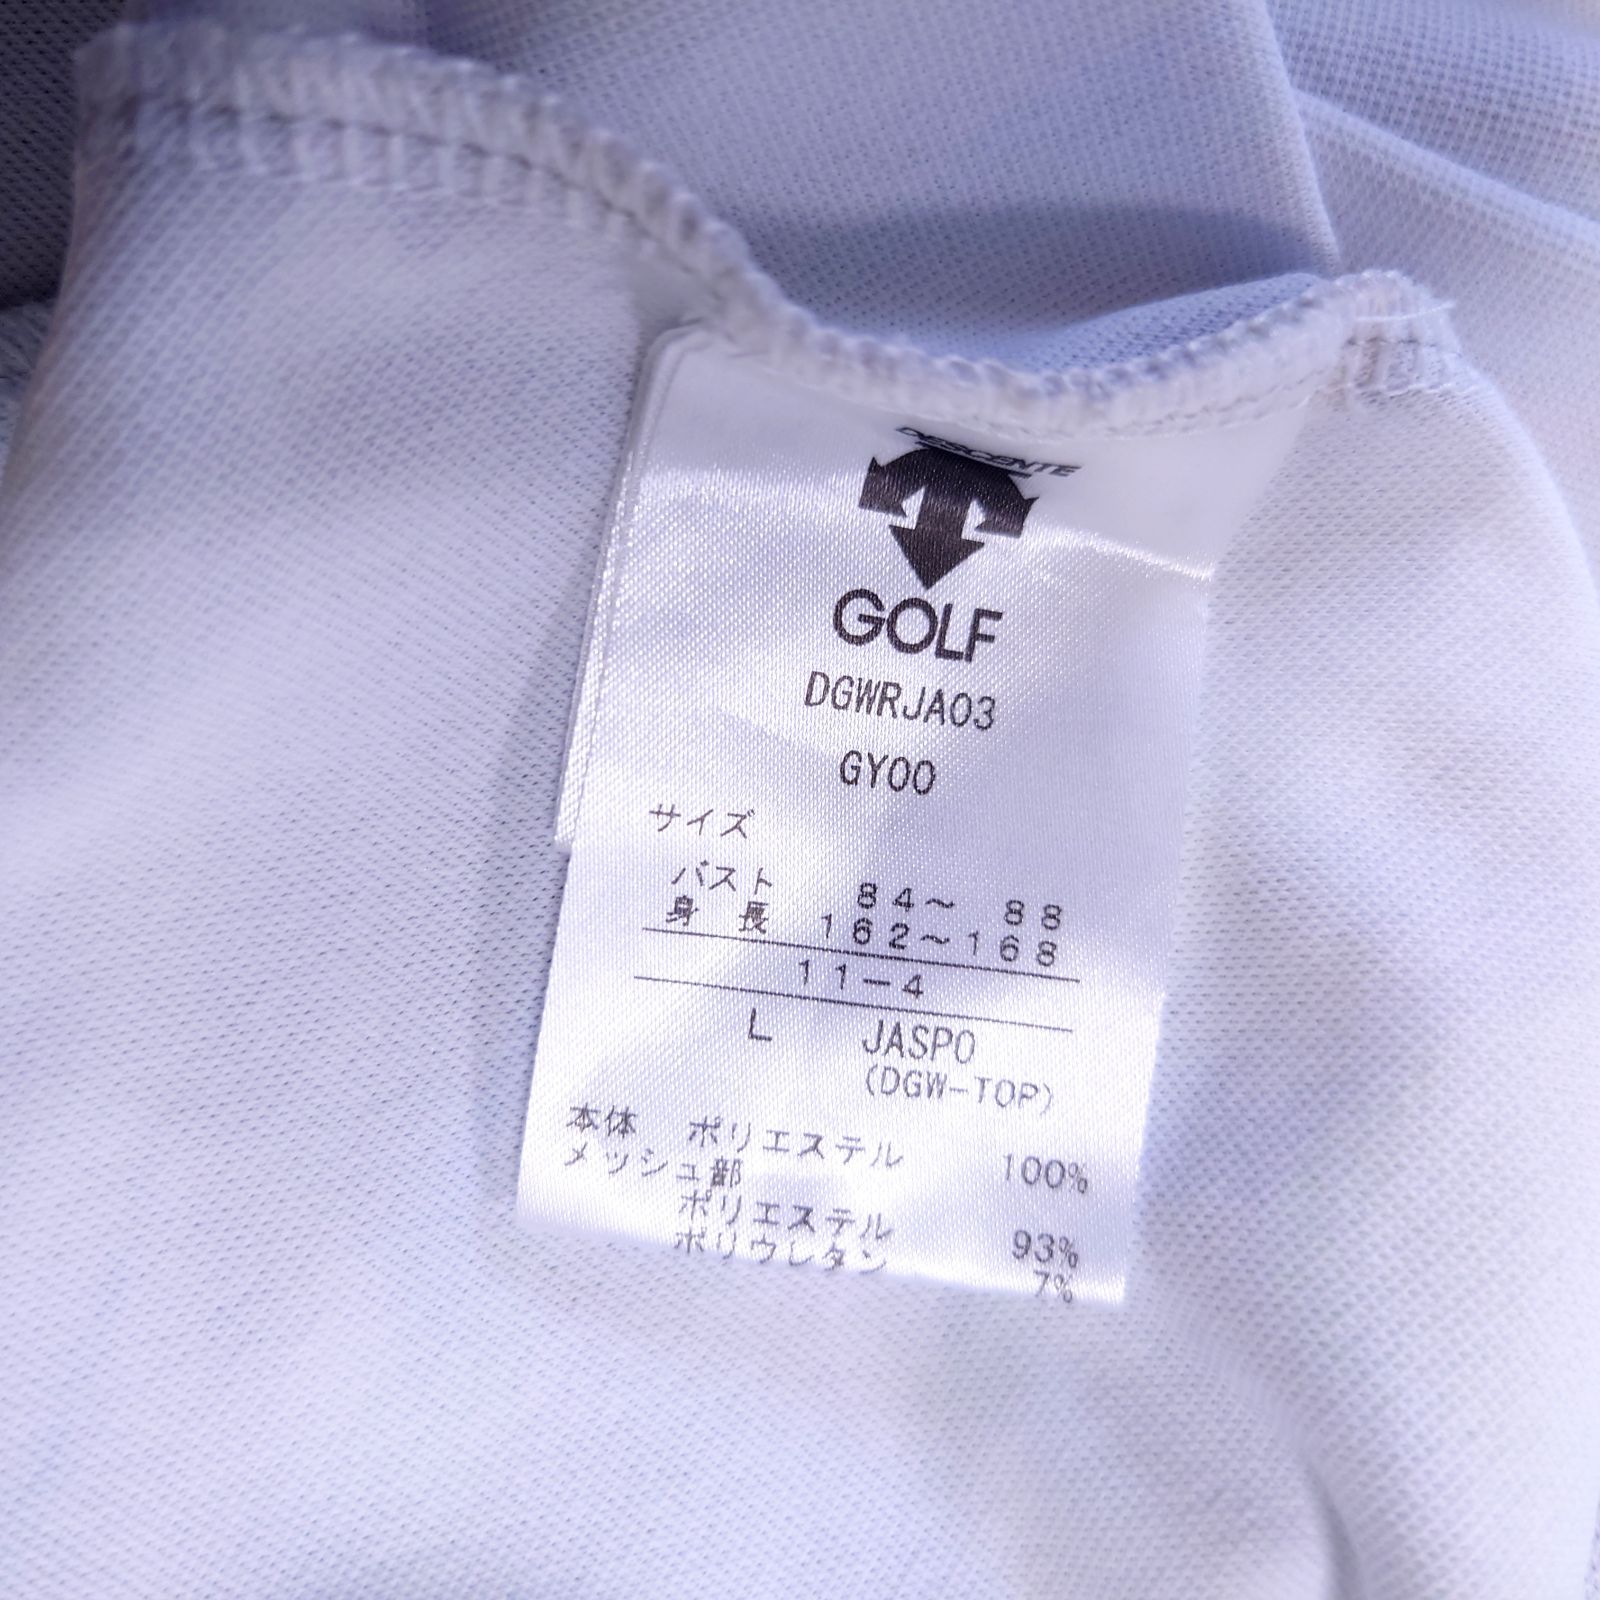 DESCENTE
GOLF
DGWRJA03
GY00
サイズ
バスト 84〜 88
身 長 162〜168
11-4
L JASPO
(DGW-TOP)
本体 ポリエステル 100%
メッシュ部
ポリエステル 93%
ポリウレタン 7%